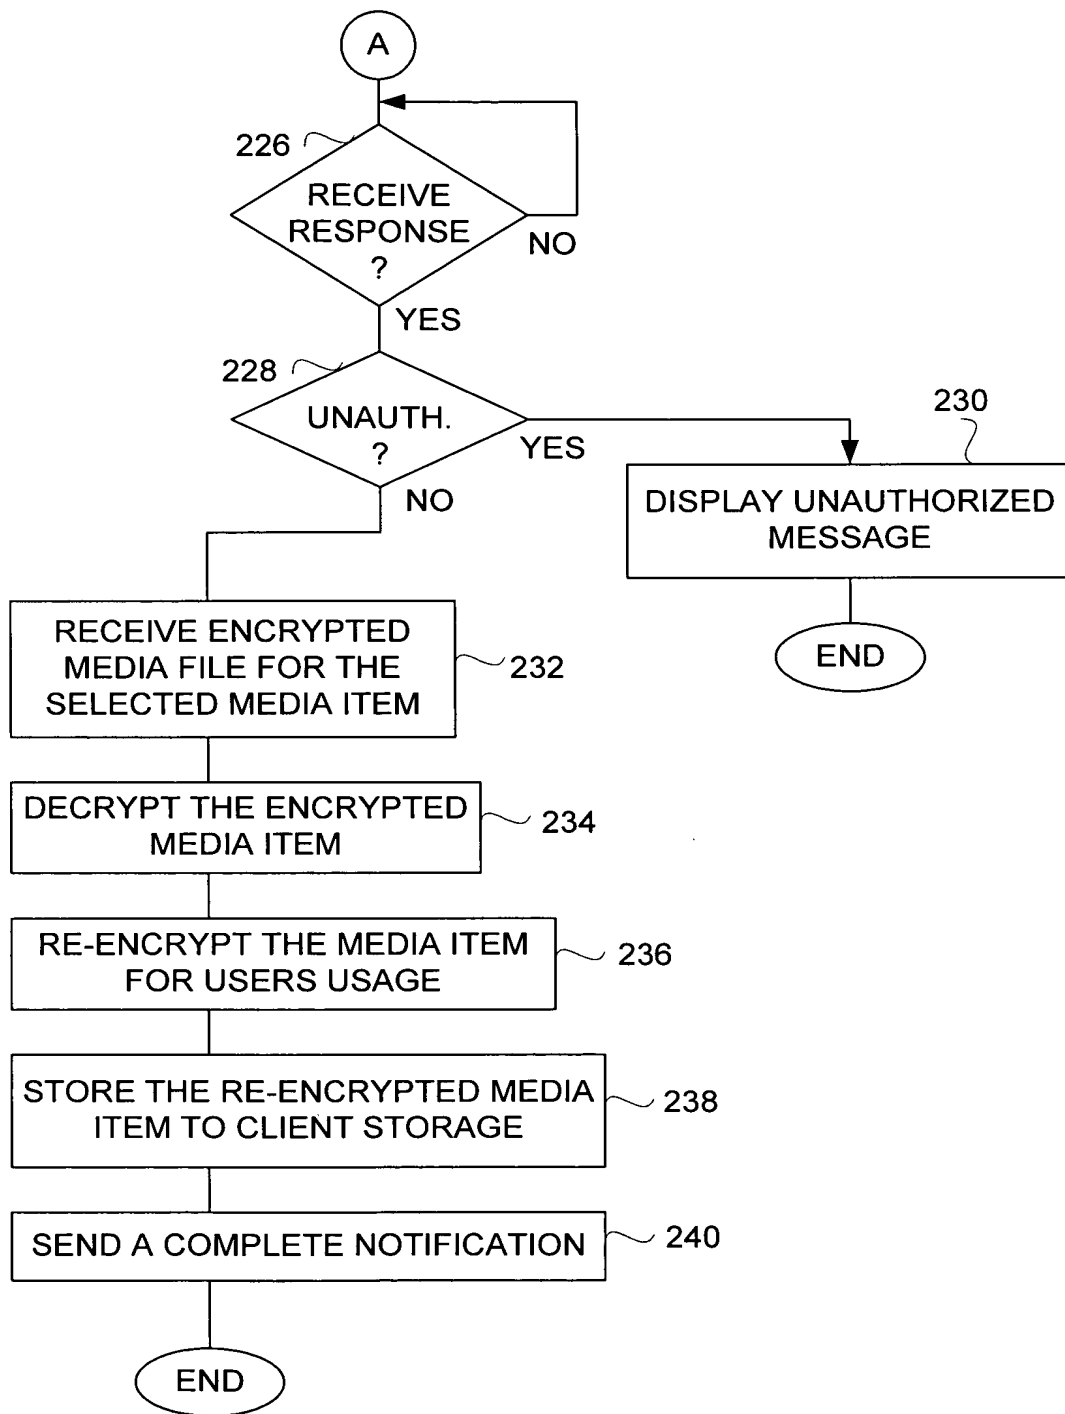 A
226
RECEIVE
RESPONSE
?
NO
YES
228
UNAUTH.
?
YES
NO
230
DISPLAY UNAUTHORIZED
MESSAGE
END
RECEIVE ENCRYPTED
MEDIA FILE FOR THE
SELECTED MEDIA ITEM
232
DECRYPT THE ENCRYPTED
MEDIA ITEM
234
RE-ENCRYPT THE MEDIA ITEM
FOR USERS USAGE
236
STORE THE RE-ENCRYPTED MEDIA
ITEM TO CLIENT STORAGE
238
SEND A COMPLETE NOTIFICATION
240
END